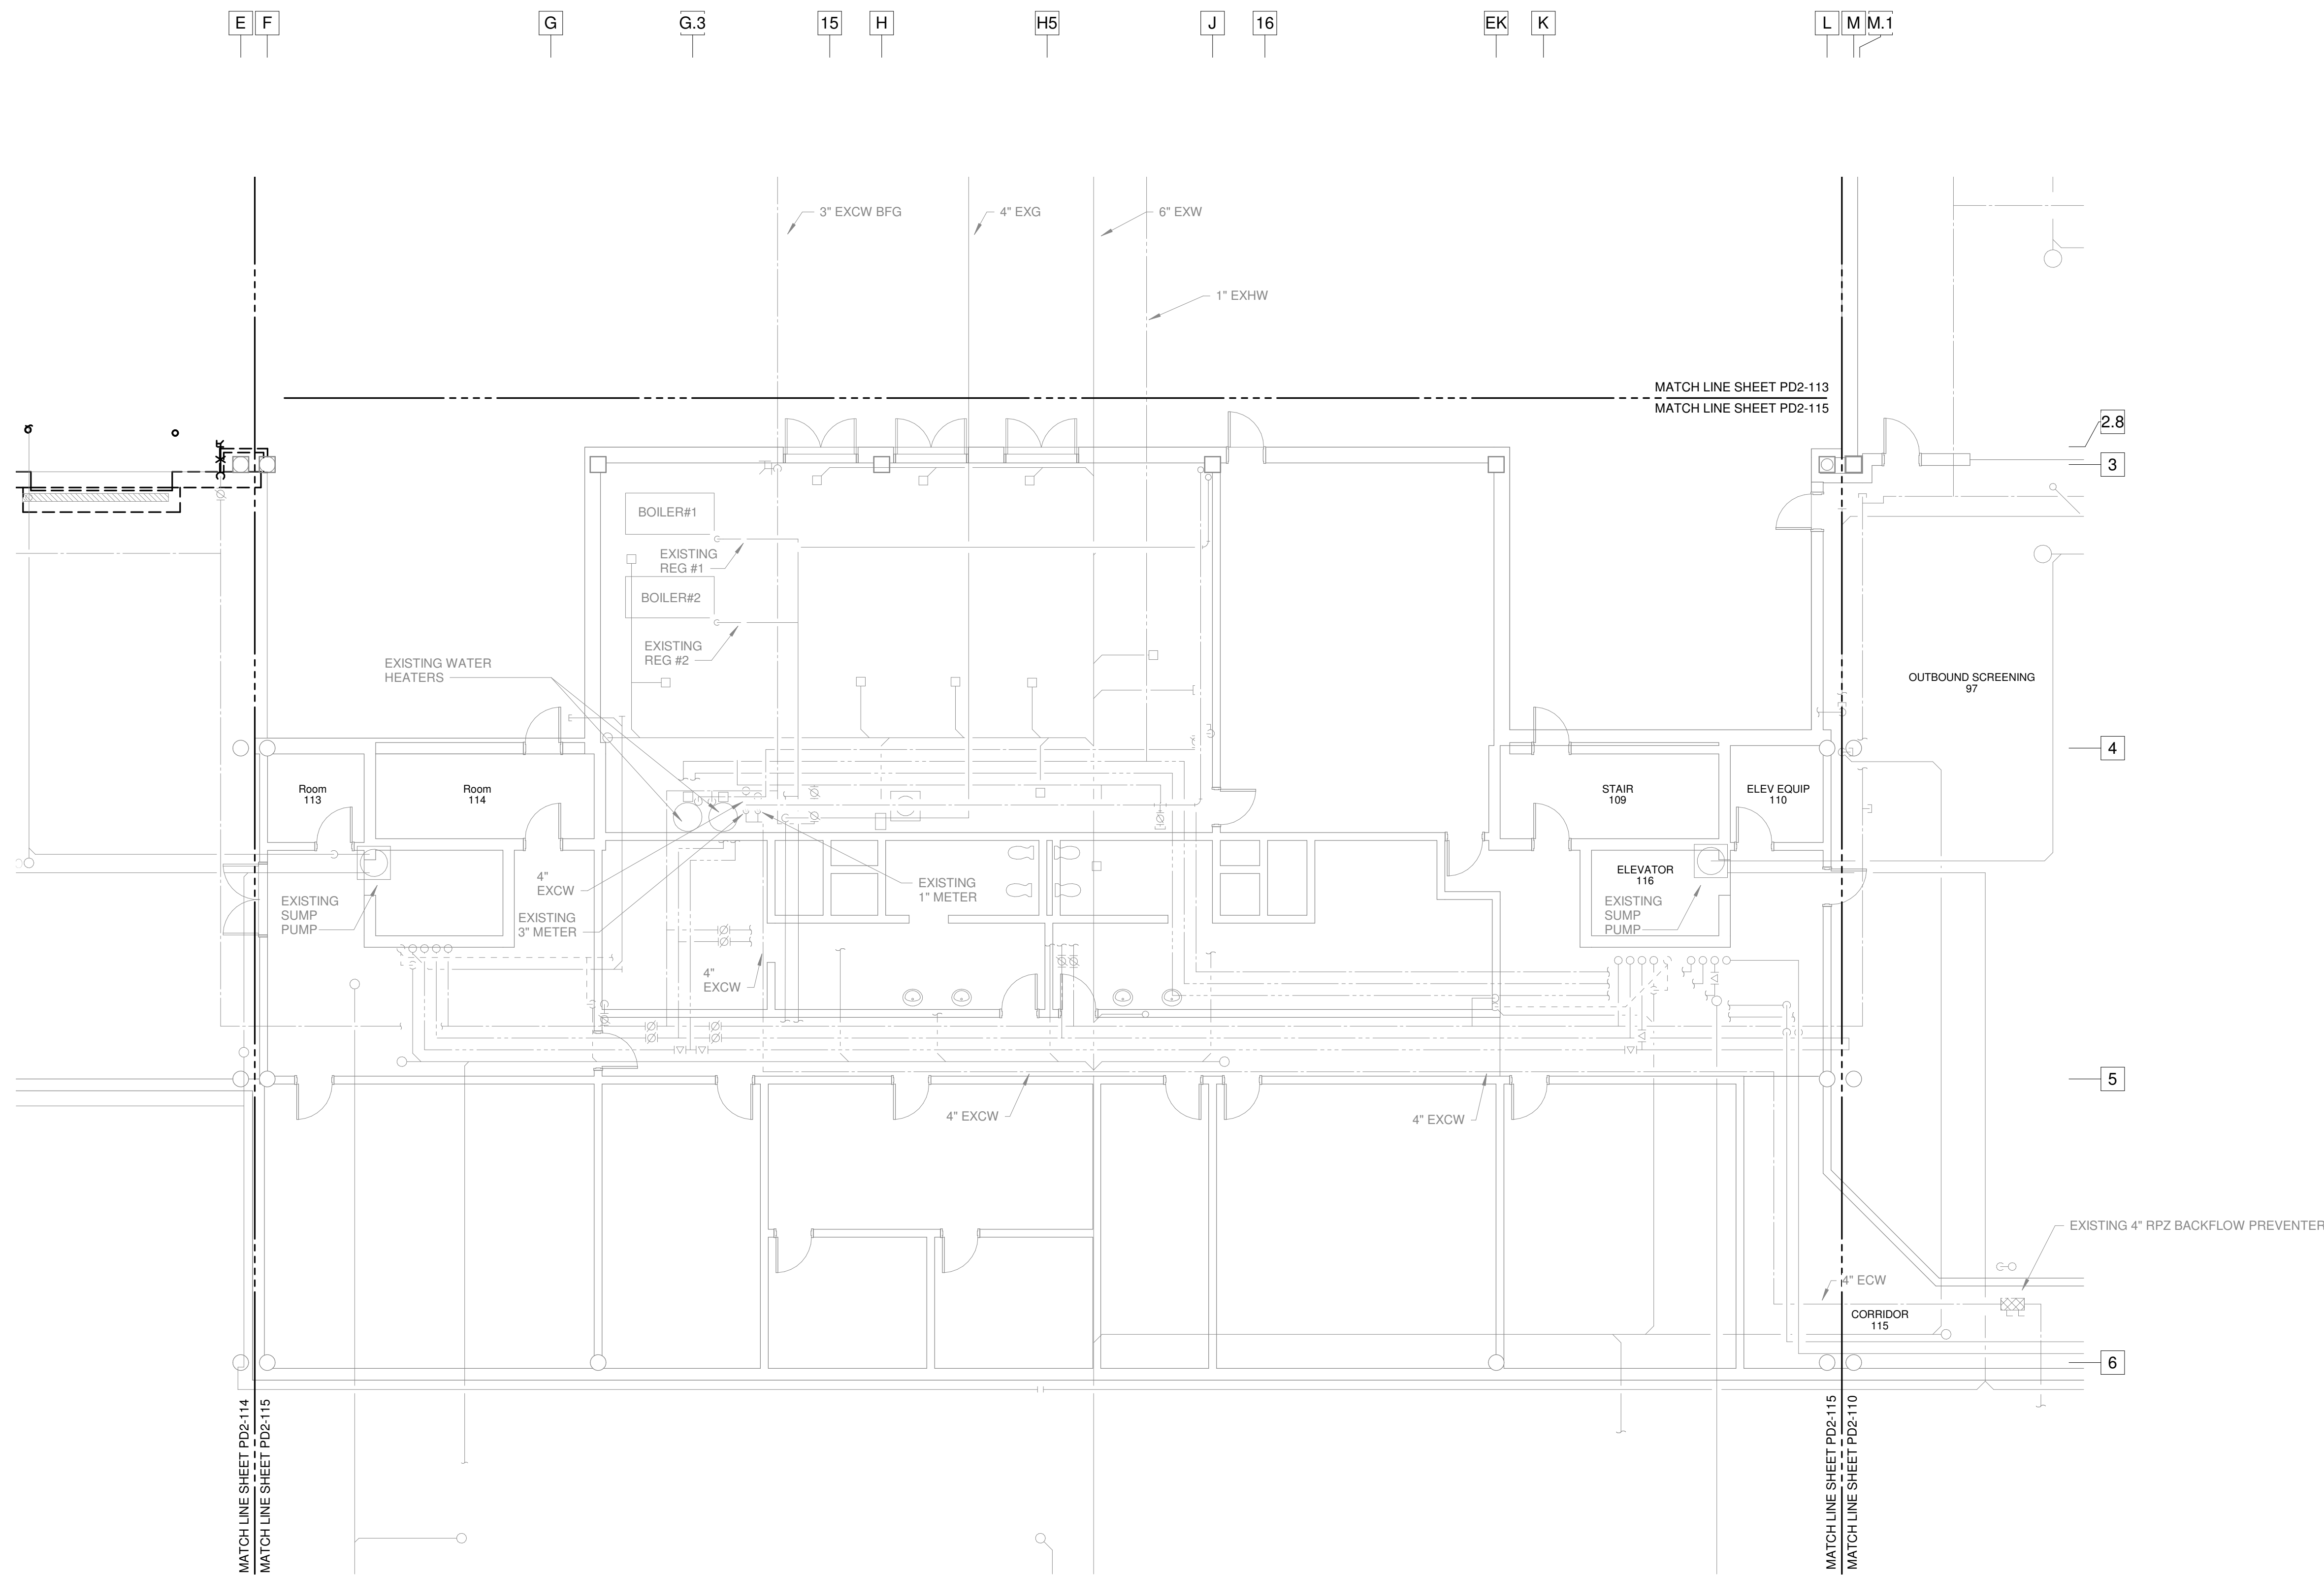 E F G G.3 15 H H5 J 16 EK K L M M.1
3" EXCW BFG
4" EXG
6" EXW
1" EXHW
MATCH LINE SHEET PD2-113
MATCH LINE SHEET PD2-115
2.8
3
BOILER#1
EXISTING
REG #1
BOILER#2
EXISTING
REG #2
EXISTING WATER
HEATERS
OUTBOUND SCREENING
97
4
Room
113
Room
114
STAIR
109
ELEV EQUIP
110
4"
EXCW
EXISTING
1" METER
EXISTING
3" METER
EXISTING
SUMP
PUMP
ELEVATOR
116
EXISTING
SUMP
PUMP
4"
EXCW
5
4" EXCW
4" EXCW
EXISTING 4" RPZ BACKFLOW PREVENTER
4" ECW
CORRIDOR
115
6
MATCH LINE SHEET PD2-114
MATCH LINE SHEET PD2-115
MATCH LINE SHEET PD2-115
MATCH LINE SHEET PD2-110